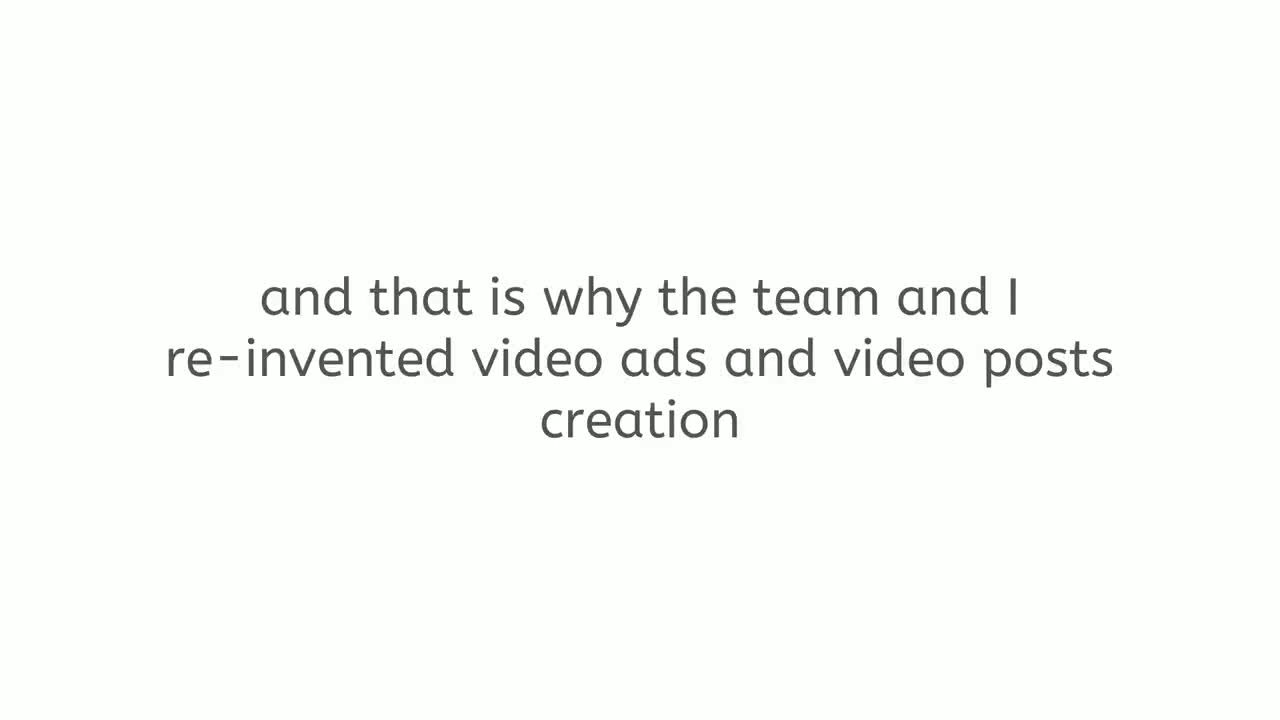 and that is why the team and I
re-invented video ads and video posts
creation